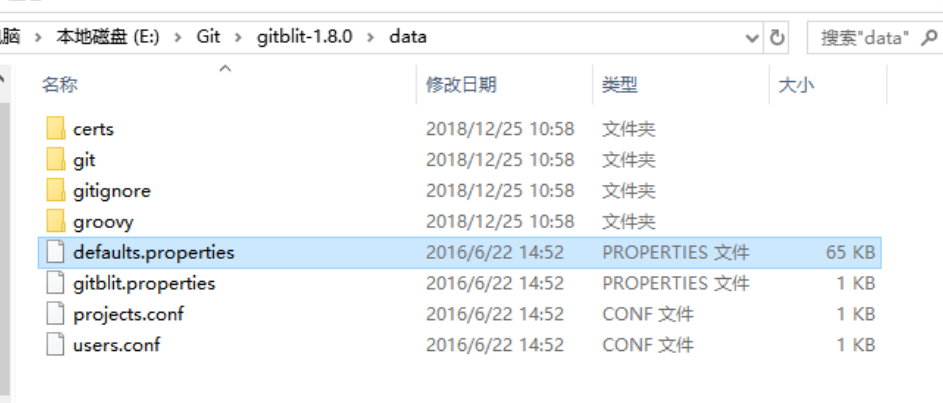 本地磁盘 (E:) › Git › gitblit-1.8.0 › data 搜索"data"
名称 修改日期 类型 大小
certs 2018/12/25 10:58 文件夹
git 2018/12/25 10:58 文件夹
gitignore 2018/12/25 10:58 文件夹
groovy 2018/12/25 10:58 文件夹
defaults.properties 2016/6/22 14:52 PROPERTIES 文件 65 KB
gitblit.properties 2016/6/22 14:52 PROPERTIES 文件 1 KB
projects.conf 2016/6/22 14:52 CONF 文件 1 KB
users.conf 2016/6/22 14:52 CONF 文件 1 KB